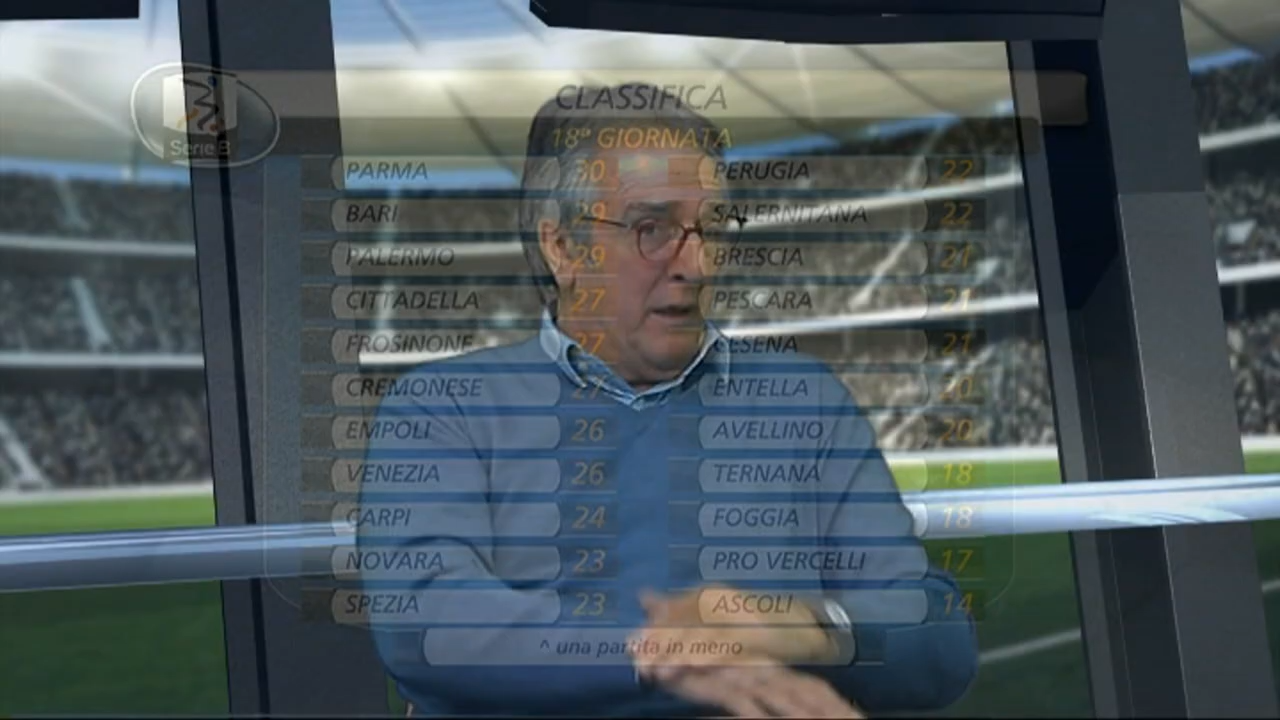 CLASSIFICA
18ª GIORNATA
Serie B
PARMA 30
BARI 29
PALERMO 29
CITTADELLA 27
FROSINONE 27
CREMONESE 27
EMPOLI 26
VENEZIA 26
CARPI 24
NOVARA 23
SPEZIA 23
PERUGIA 22
SALERNITANA 22
BRESCIA 21
PESCARA 21
CESENA 21
ENTELLA 20
AVELLINO 20
TERNANA 18
FOGGIA 18
PRO VERCELLI 17
ASCOLI 14
^ una partita in meno